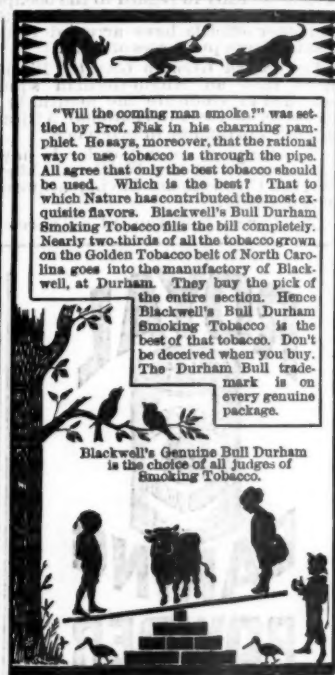 "Will the coming man smoke?" was set-
tled by Prof. Fisk in his charming pam-
phlet. He says, moreover, that the rational
way to use tobacco is through the pipe.
All agree that only the best tobacco should
be used. Which is the best? That to
which Nature has contributed the most ex-
quisite flavors. Blackwell's Bull Durham
Smoking Tobacco fills the bill completely.
Nearly two-thirds of all the tobacco grown
on the Golden Tobacco belt of North Caro-
lina goes into the manufactory of Black-
well, at Durham. They buy the pick of
the entire section. Hence
Blackwell's Bull Durham
Smoking Tobacco is the
best of that tobacco. Don't
be deceived when you buy.
The Durham Bull trade-
mark is on
every genuine
package.
Blackwell's Genuine Bull Durham
is the choice of all judges of
Smoking Tobacco.